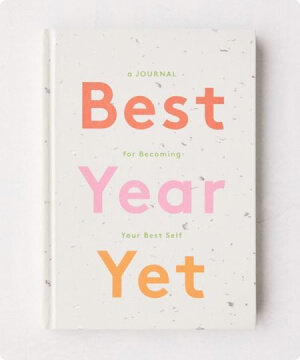 a JOURNAL
Best
for Becoming
Year
Your Best Self
Yet